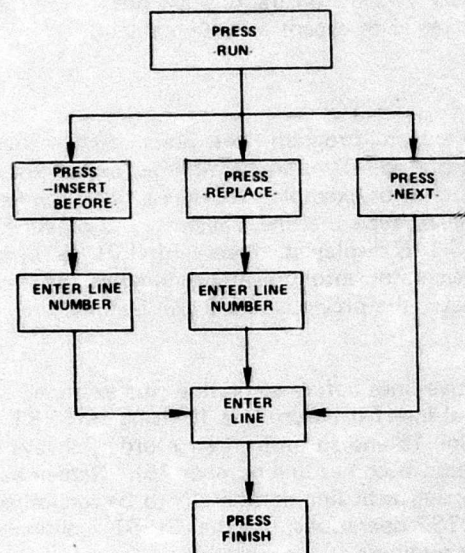 PRESS
-RUN-
PRESS
-INSERT
BEFORE-
PRESS
-REPLACE-
PRESS
-NEXT-
ENTER LINE
NUMBER
ENTER LINE
NUMBER
ENTER
LINE
PRESS
FINISH